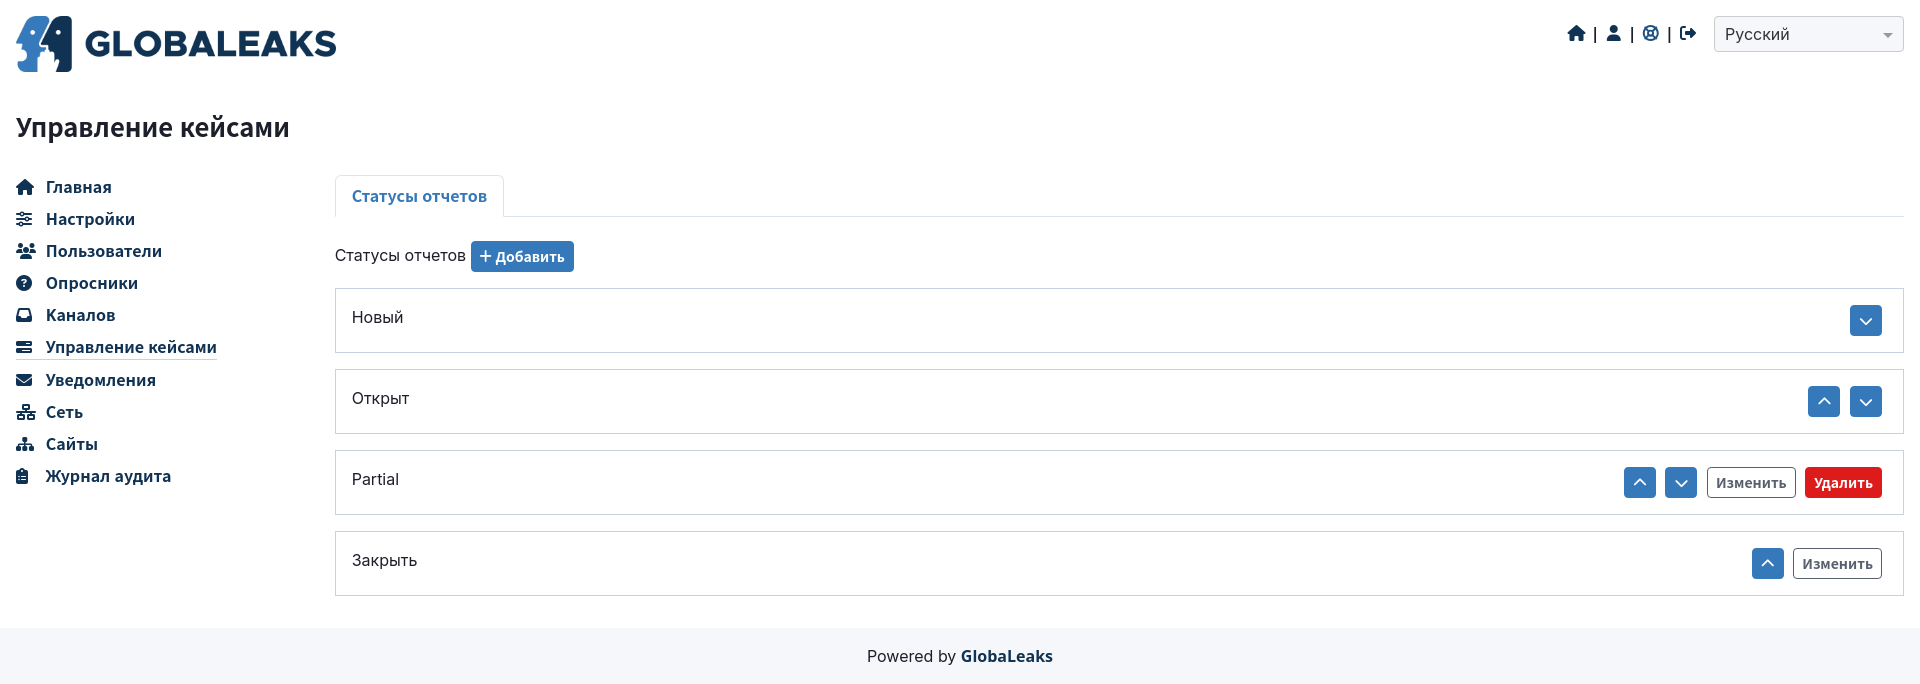 GLOBALEAKS
Русский
Управление кейсами
Главная
Настройки
Пользователи
Опросники
Каналов
Управление кейсами
Уведомления
Сеть
Сайты
Журнал аудита
Статусы отчетов
Статусы отчетов + Добавить
Новый
Открыт
Partial Изменить Удалить
Закрыть Изменить
Powered by GlobaLeaks